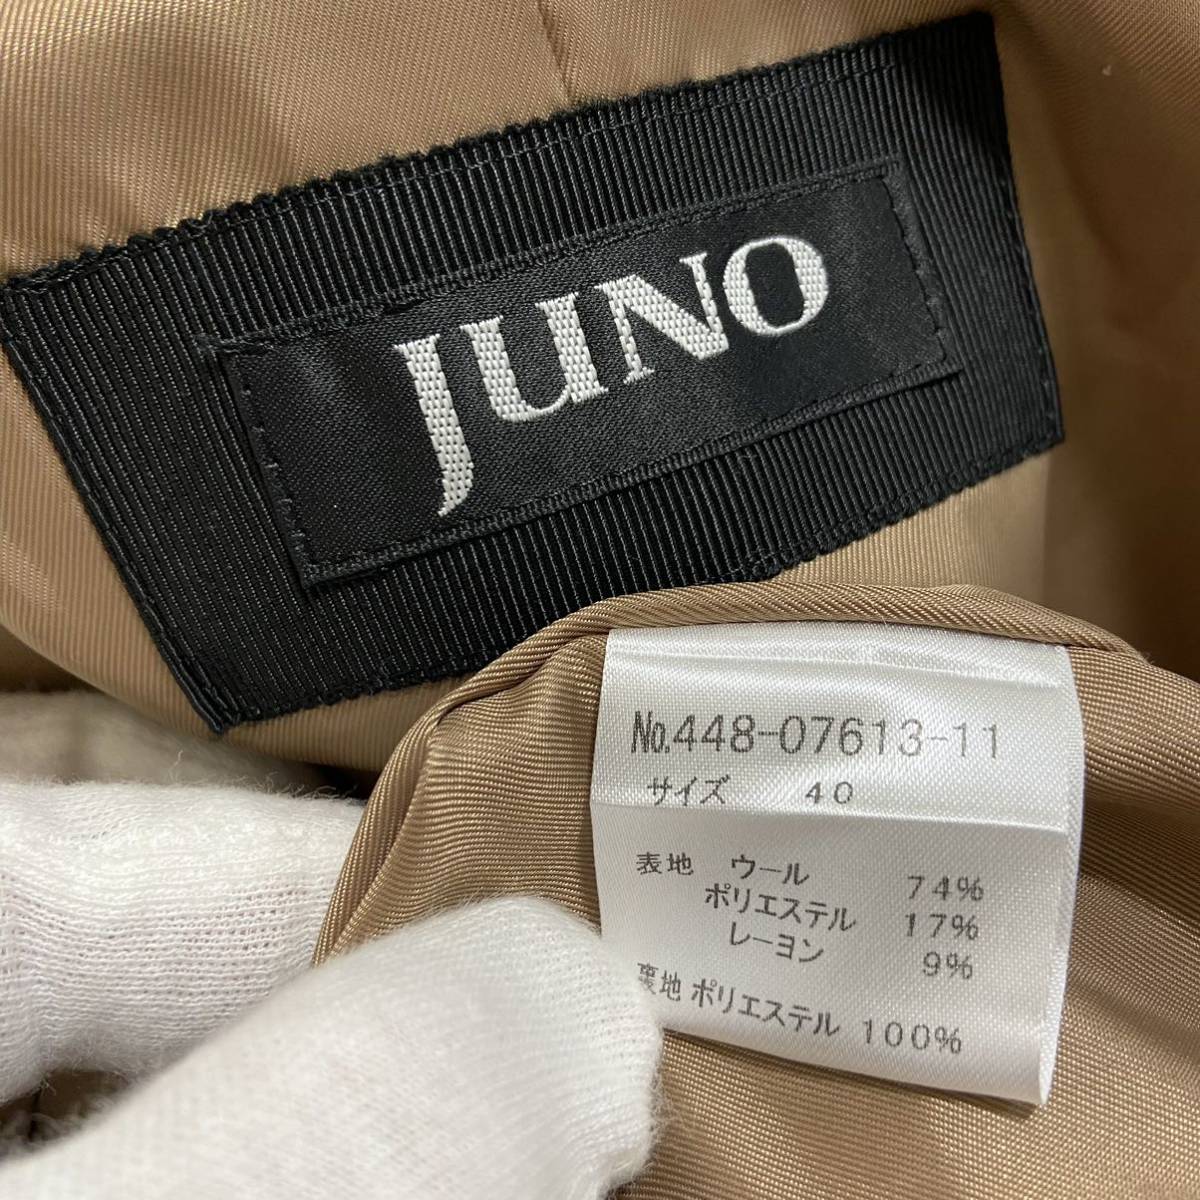 JUNO
No.448-07613-11
サイズ 40
表地 ウール 74%
ポリエステル 17%
レーヨン 9%
裏地 ポリエステル 100%